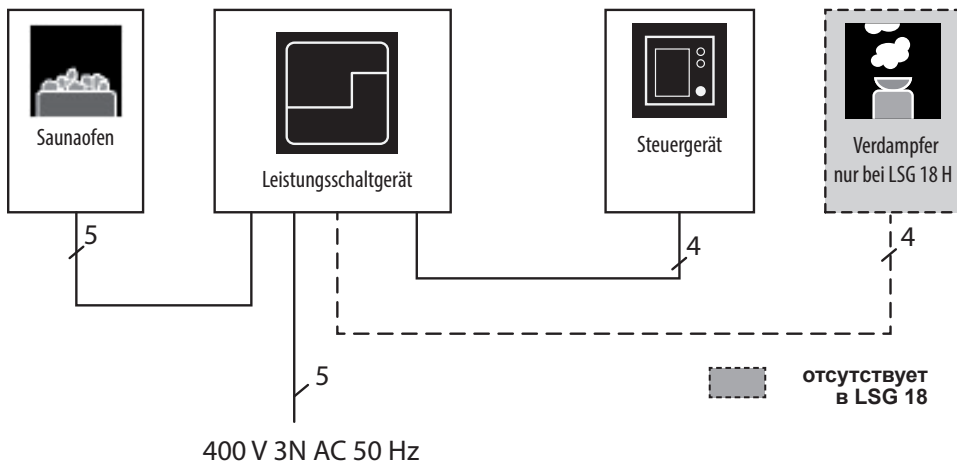 Saunaofen
Leistungsschaltgerät
Steuergerät
Verdampfer
nur bei LSG 18 H
5
4
4
5
отсутствует
в LSG 18
400 V 3N AC 50 Hz